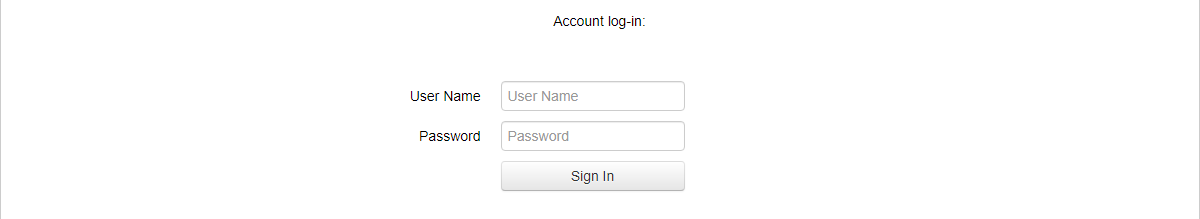 Account log-in:
User Name User Name
Password Password
Sign In